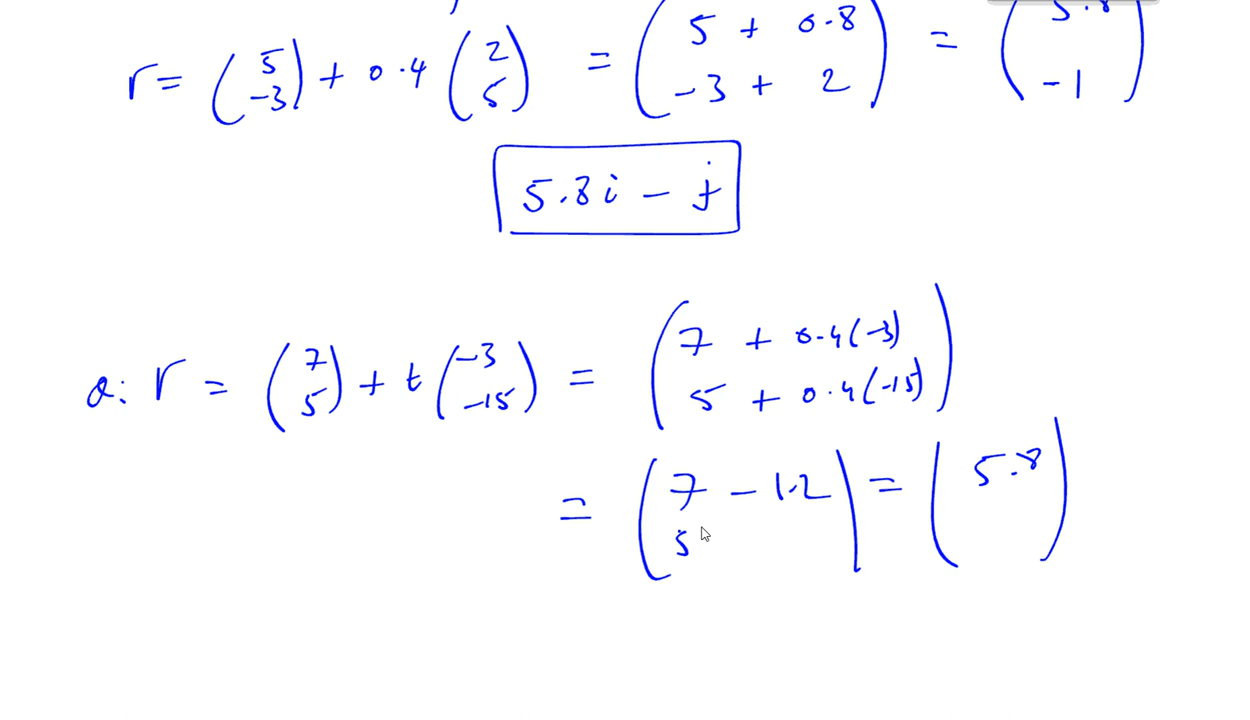 r = (5 -3) + 0.4 (2 5) = (5 + 0.8 -3 + 2) = (5.8 -1)
5.8i - j
Q: r = (7 5) + t (-3 -15) = (7 + 0.4(-3) 5 + 0.4(-15))
= (7 - 1.2 5) = (5.8)